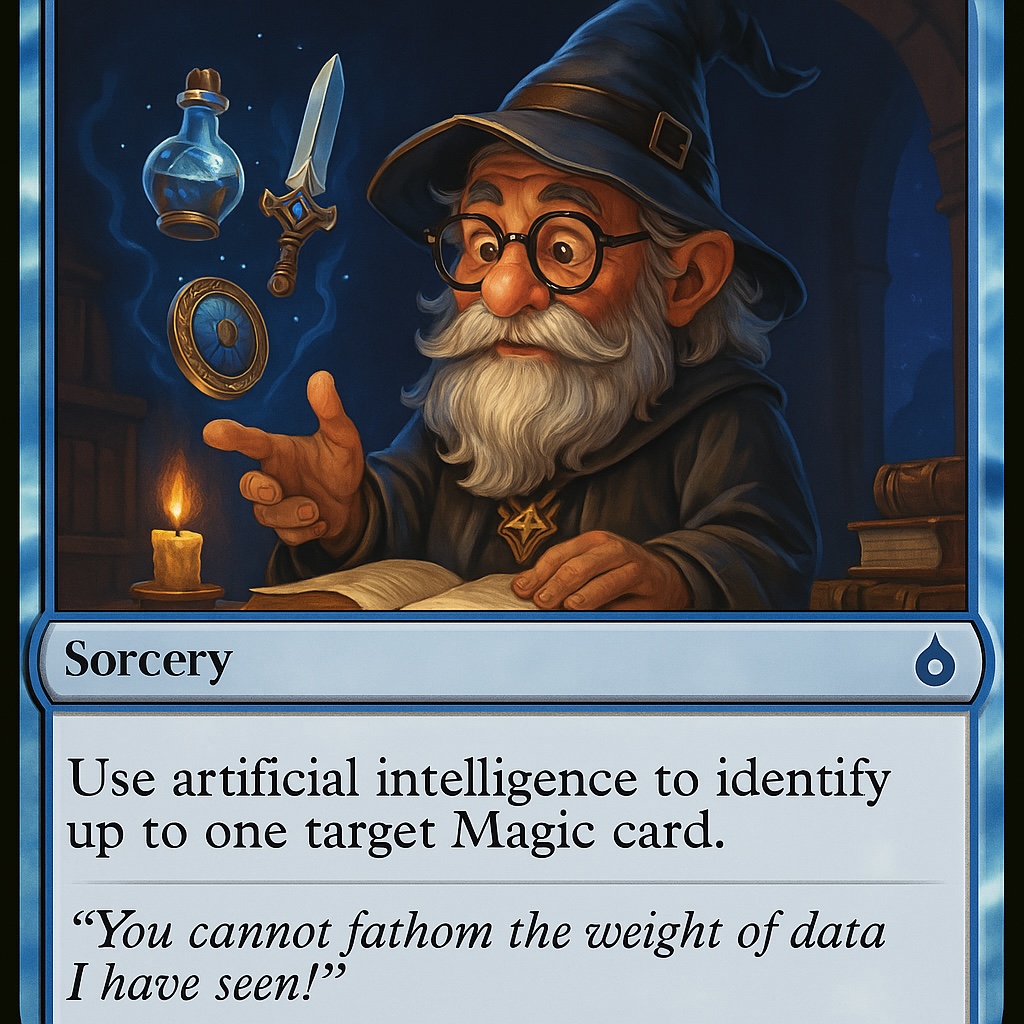 Sorcery
Use artificial intelligence to identify
up to one target Magic card.
“You cannot fathom the weight of data
I have seen!”